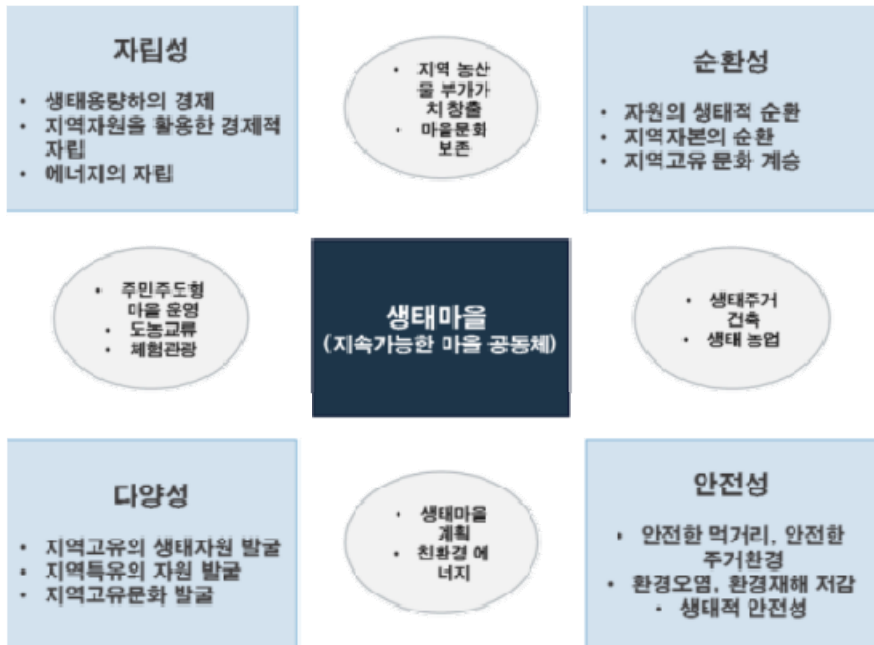 자립성
• 생태용량하의 경제
• 지역자원을 활용한 경제적
자립
• 에너지의 자립
• 지역 농산
물 부가가
치 창출
• 마을문화
보존
순환성
• 자원의 생태적 순환
• 지역자본의 순환
• 지역고유 문화 계승
• 주민주도형
마을 운영
• 도농교류
• 체험관광
생태마을
(지속가능한 마을 공동체)
• 생태주거
건축
• 생태 농업
다양성
• 지역고유의 생태자원 발굴
• 지역특유의 자원 발굴
• 지역고유문화 발굴
• 생태마을
계획
• 친환경 에
너지
안전성
• 안전한 먹거리, 안전한
주거환경
• 환경오염, 환경재해 저감
• 생태적 안전성